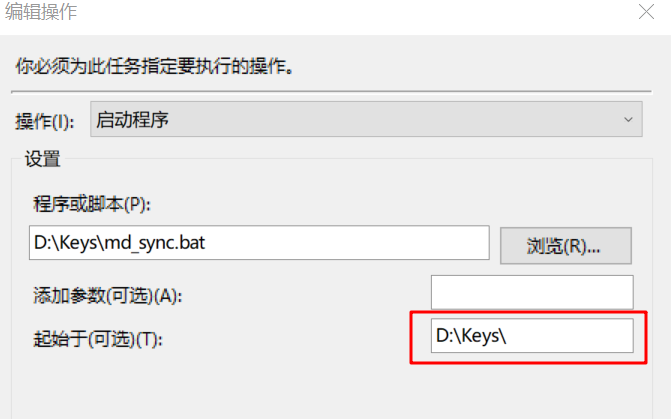 编辑操作
你必须为此任务指定要执行的操作。
操作(I): 启动程序
设置
程序或脚本(P):
D:\Keys\md_sync.bat 浏览(R)...
添加参数(可选)(A):
起始于(可选)(T): D:\Keys\